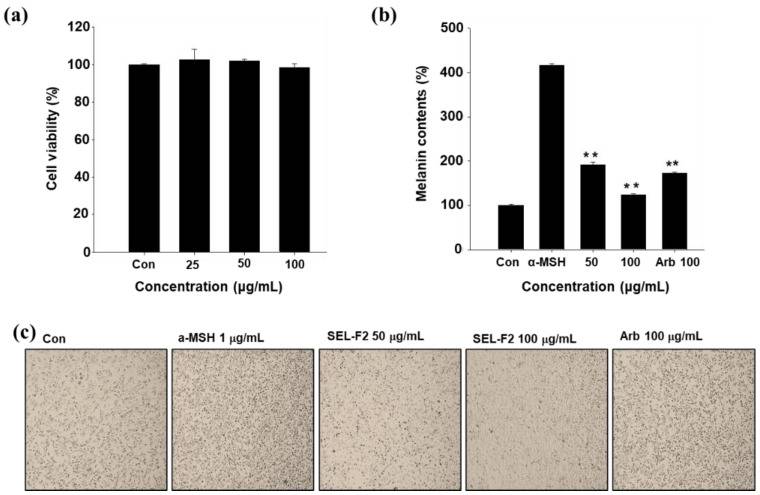 (a)
120
100
80
60
40
20
0
Cell viability (%)
Con 25 50 100
Concentration (µg/mL)
(b)
500
400
300
200
100
0
Melanin contents (%)
** ** **
Con α-MSH 50 100 Arb 100
Concentration (µg/mL)
(c)
Con
a-MSH 1 µg/mL
SEL-F2 50 µg/mL
SEL-F2 100 µg/mL
Arb 100 µg/mL